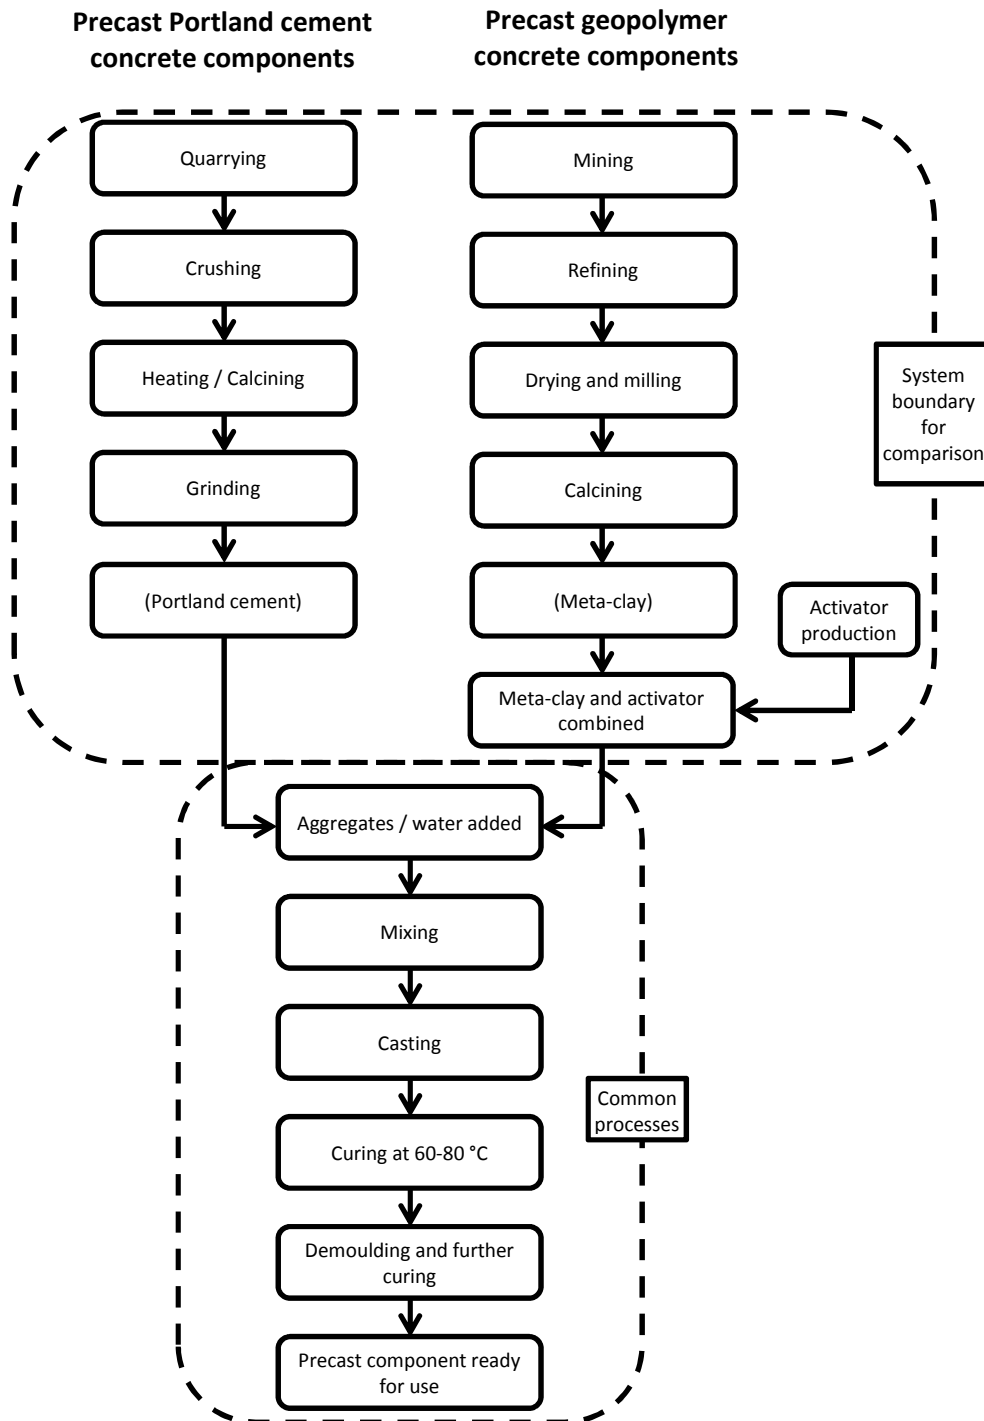 Precast Portland cement
concrete components
Precast geopolymer
concrete components
Quarrying
Crushing
Heating / Calcining
Grinding
(Portland cement)
Mining
Refining
Drying and milling
Calcining
(Meta-clay)
Activator
production
Meta-clay and activator
combined
System
boundary
for
comparison
Aggregates / water added
Mixing
Casting
Curing at 60-80 °C
Demoulding and further
curing
Precast component ready
for use
Common
processes